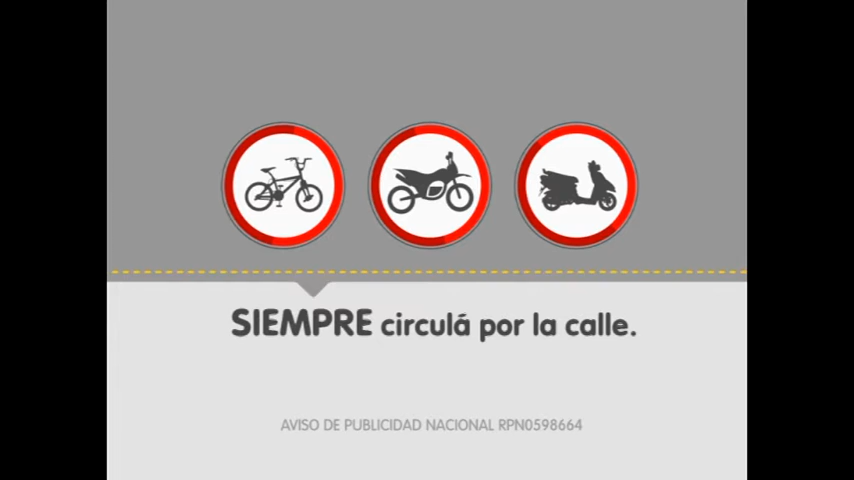 SIEMPRE circulá por la calle.
AVISO DE PUBLICIDAD NACIONAL RPN0598664